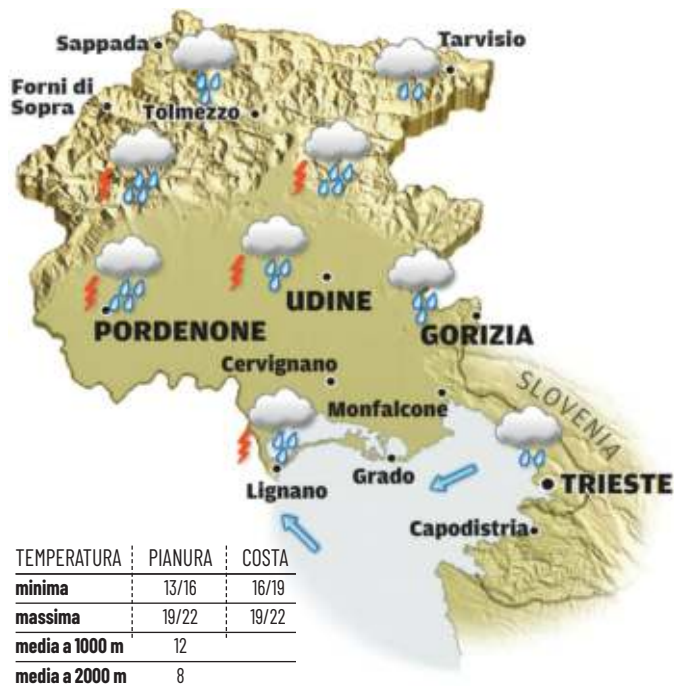 Sappada
Tarvisio
Forni di
Sopra
Tolmezzo
UDINE
PORDENONE
GORIZIA
Cervignano
SLOVENIA
Monfalcone
Grado
TRIESTE
Lignano
Capodistria
TEMPERATURA PIANURA COSTA
minima 13/16 16/19
massima 19/22 19/22
media a 1000 m 12
media a 2000 m 8